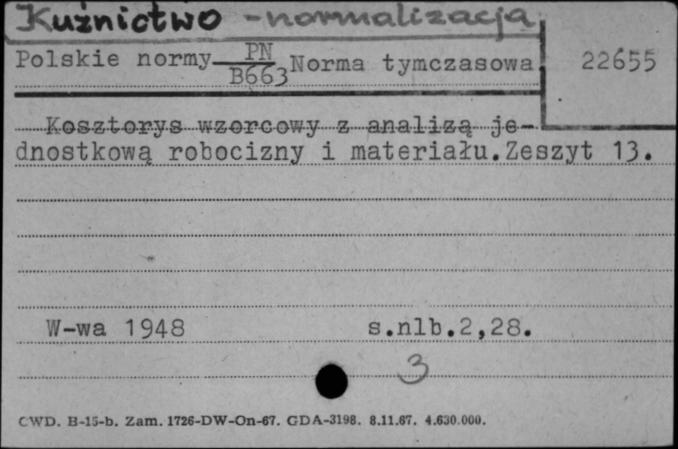 Kuźnictwo - normalizacja
Polskie normy PN/B663 Norma tymczasowa
22655
Kosztorys wzorcowy z analizą je-
dnostkową robocizny i materiału. Zeszyt 13.
W-wa 1948 s.nlb.2,28.
3
CWD. B-15-b. Zam. 1726-DW-On-67. GDA-3198. 8.11.67. 4.630.000.